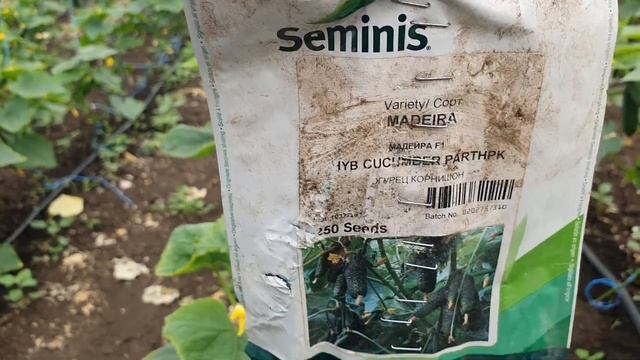 Seminis
Variety/ Сорт
MADEIRA
МАДЕЙРА F1
HYB CUCUMBER PARTHPK
ОГУРЕЦ КОРНИШОН
Batch No.
250 Seeds